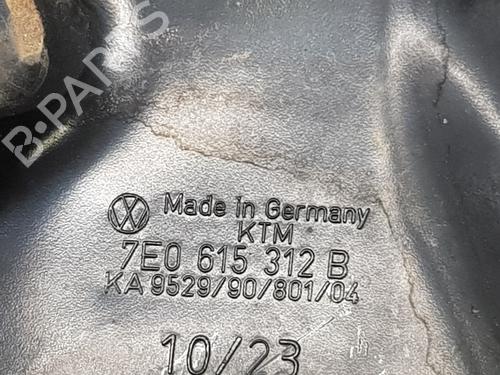 B-PARTS
Made in Germany
KTM
7E0 615 312 B
KA 9529/90/801/04
10/23